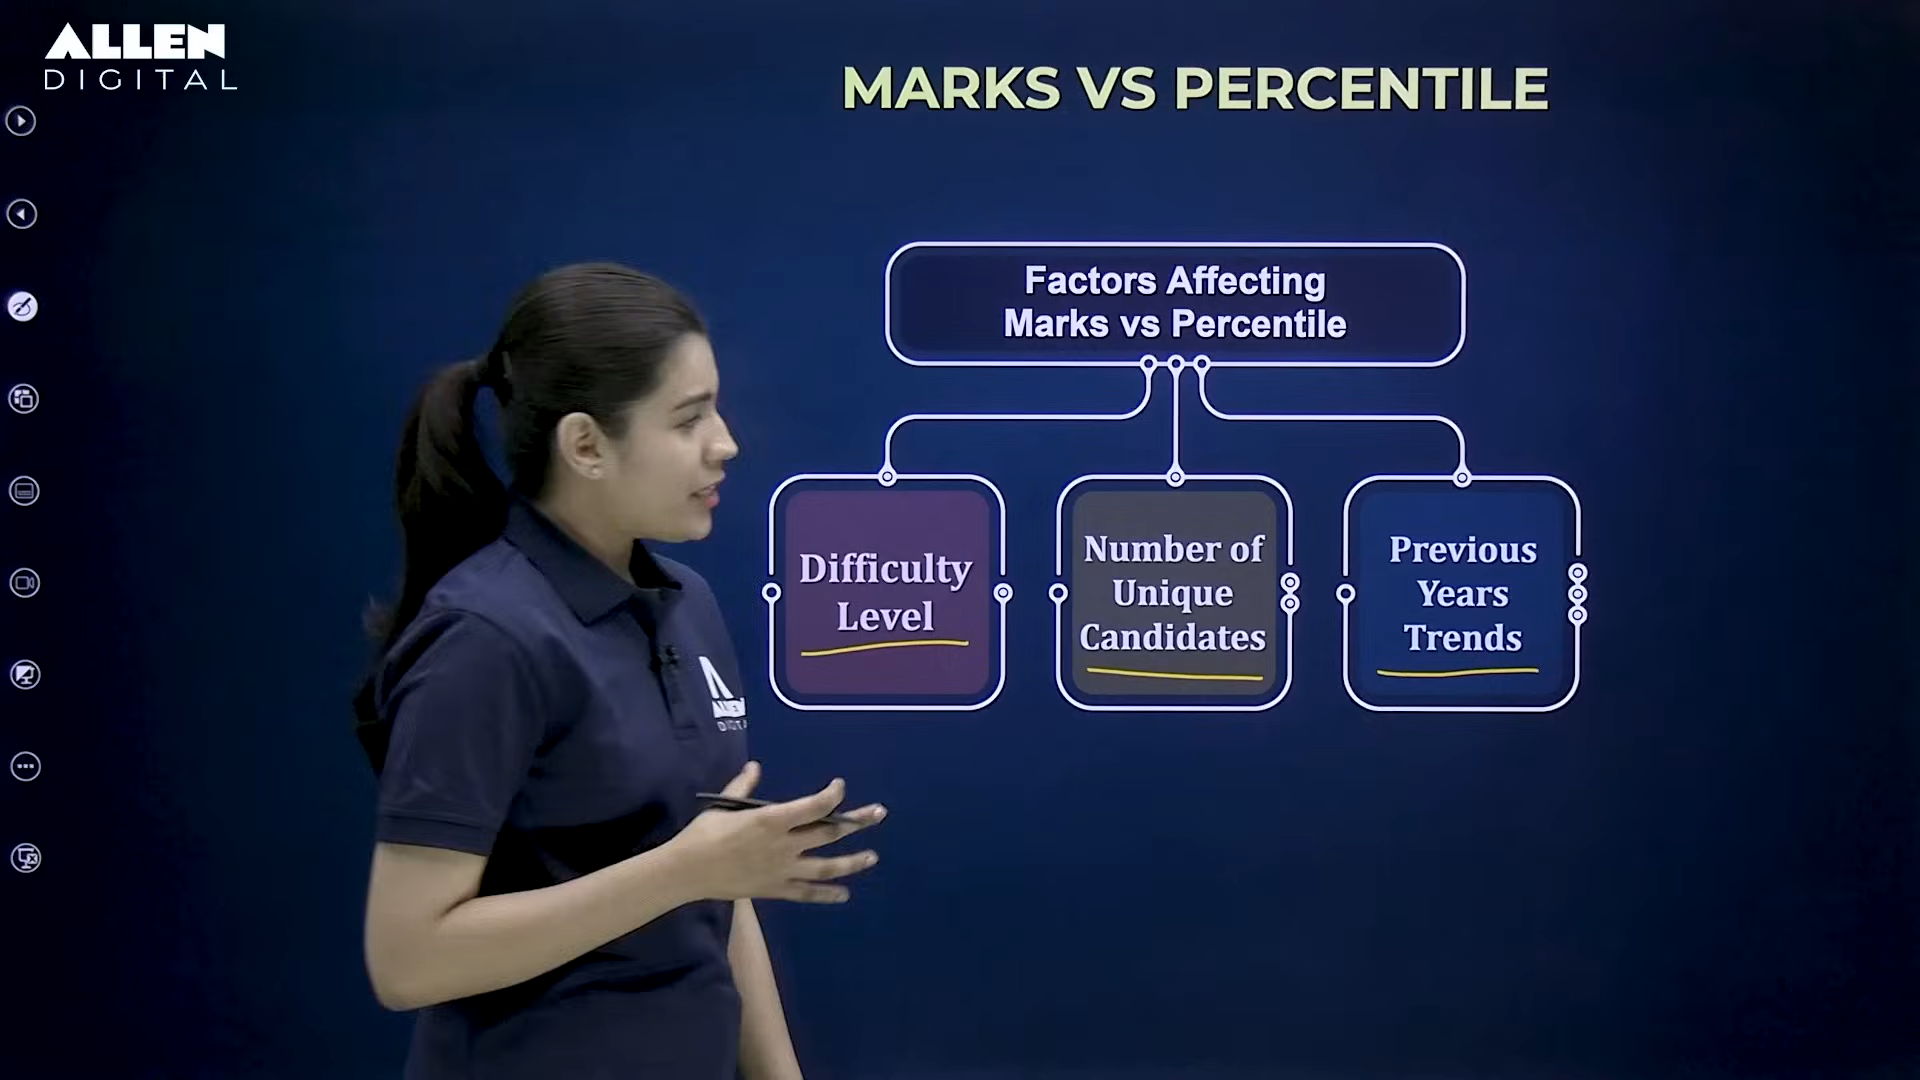 ALLEN
DIGITAL
MARKS VS PERCENTILE
Factors Affecting
Marks vs Percentile
Difficulty
Level
Number of
Unique
Candidates
Previous
Years
Trends